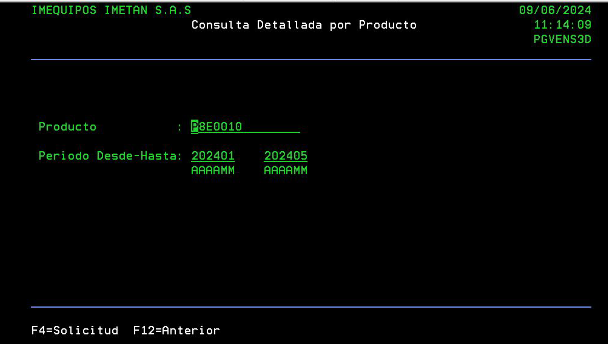 IMEQUIPOS IMETAN S.A.S 09/06/2024
Consulta Detallada por Producto 11:14:09
PGVENS3D
Producto : P8E0010
Periodo Desde-Hasta: 202401 202405
AAAAMM AAAAMM
F4=Solicitud F12=Anterior